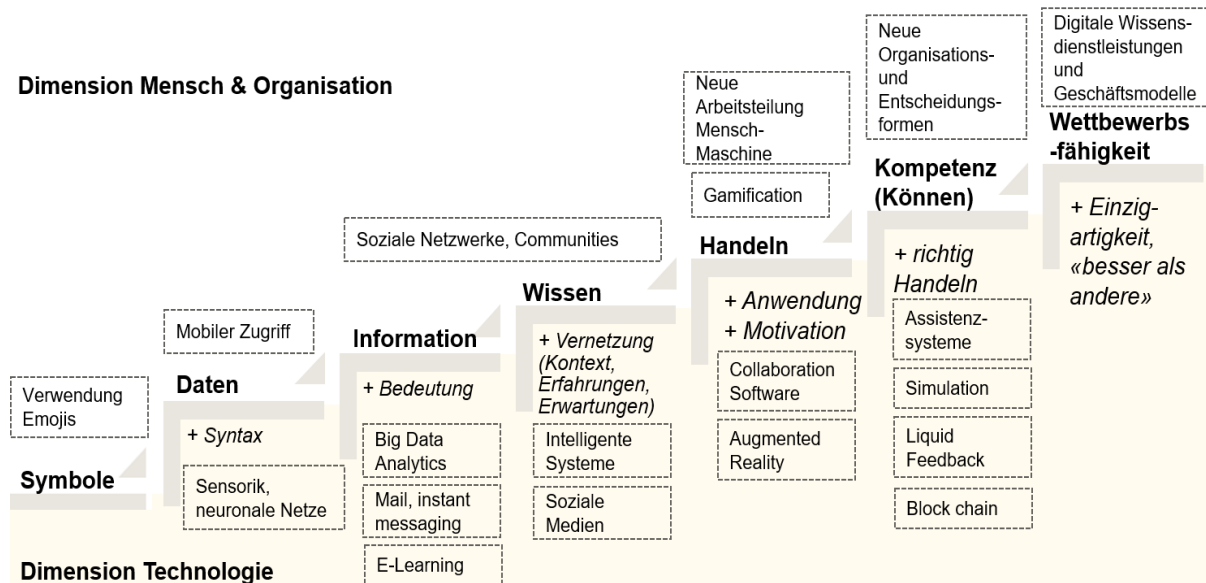 Dimension Mensch & Organisation
Verwendung
Emojis
Symbole
Mobiler Zugriff
Daten
+ Syntax
Sensorik,
neuronale Netze
Soziale Netzwerke, Communities
Information
+ Bedeutung
Big Data
Analytics
Mail, instant
messaging
E-Learning
Wissen
+ Vernetzung
(Kontext,
Erfahrungen,
Erwartungen)
Intelligente
Systeme
Soziale
Medien
Neue
Arbeitsteilung
Mensch-
Maschine
Gamification
Handeln
+ Anwendung
+ Motivation
Collaboration
Software
Augmented
Reality
Neue
Organisations-
und
Entscheidungs-
formen
Kompetenz
(Können)
+ richtig
Handeln
Assistenz-
systeme
Simulation
Liquid
Feedback
Block chain
Digitale Wissens-
dienstleistungen
und
Geschäftsmodelle
Wettbewerbs
-fähigkeit
+ Einzig-
artigkeit,
«besser als
andere»
Dimension Technologie